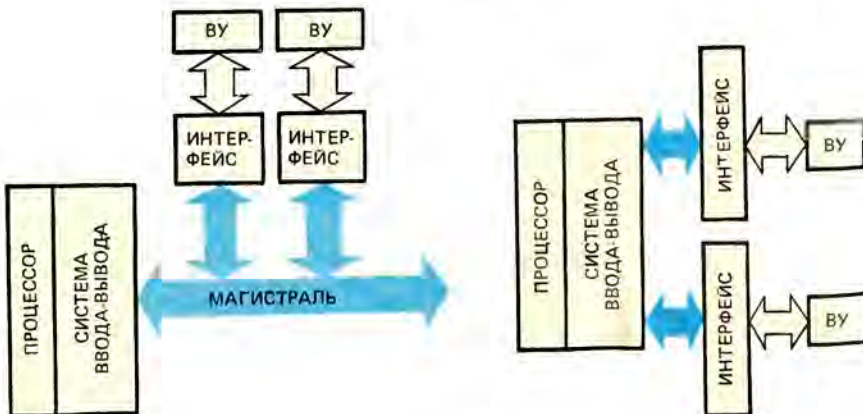 ВУ
ВУ
ИНТЕР-
ФЕЙС
ИНТЕР-
ФЕЙС
ПРОЦЕССОР
СИСТЕМА
ВВОДА-ВЫВОДА
МАГИСТРАЛЬ
ПРОЦЕССОР
СИСТЕМА
ВВОДА-ВЫВОДА
ИНТЕРФЕЙС
ВУ
ИНТЕРФЕЙС
ВУ